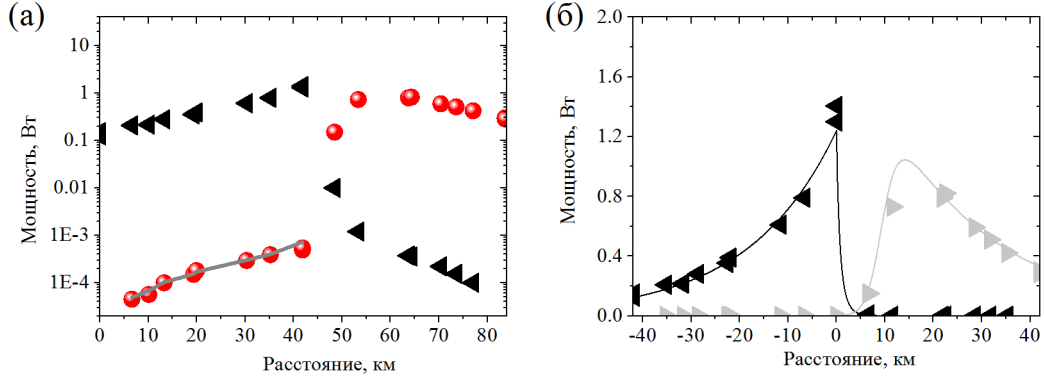 (а)
Мощность, Вт
10
1
0.1
0.01
1E-3
1E-4
0 10 20 30 40 50 60 70 80
Расстояние, км
(б)
Мощность, Вт
2.0
1.6
1.2
0.8
0.4
0.0
-40 -30 -20 -10 0 10 20 30 40
Расстояние, км